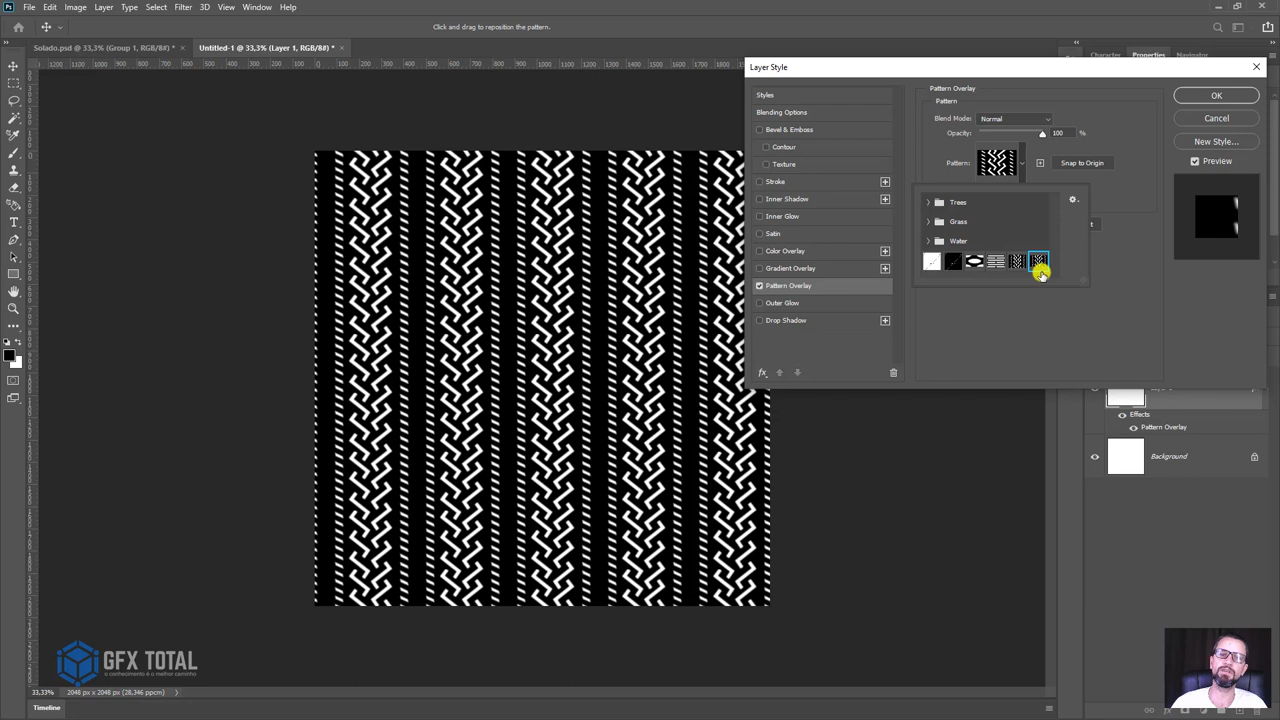 Ps File Edit Image Layer Type Select Filter 3D View Window Help
Click and drag to reposition the pattern.
Solado.psd @ 33,3% (Group 1, RGB/8#) * × Untitled-1 @ 33,3% (Layer 1, RGB/8#) * ×
Character Properties Navigator
Layer Style
Styles
Blending Options
Bevel & Emboss
Contour
Texture
Stroke
Inner Shadow
Inner Glow
Satin
Color Overlay
Gradient Overlay
Pattern Overlay
Outer Glow
Drop Shadow
fx
Pattern Overlay
Pattern
Blend Mode: Normal
Opacity: 100 %
Pattern: Snap to Origin
Trees
Grass
Water
OK
Cancel
New Style...
Preview
Effects
Pattern Overlay
Background
GFX TOTAL
o conhecimento é o melhor caminho
33,33% 2048 px x 2048 px (28,346 ppcm)
Timeline